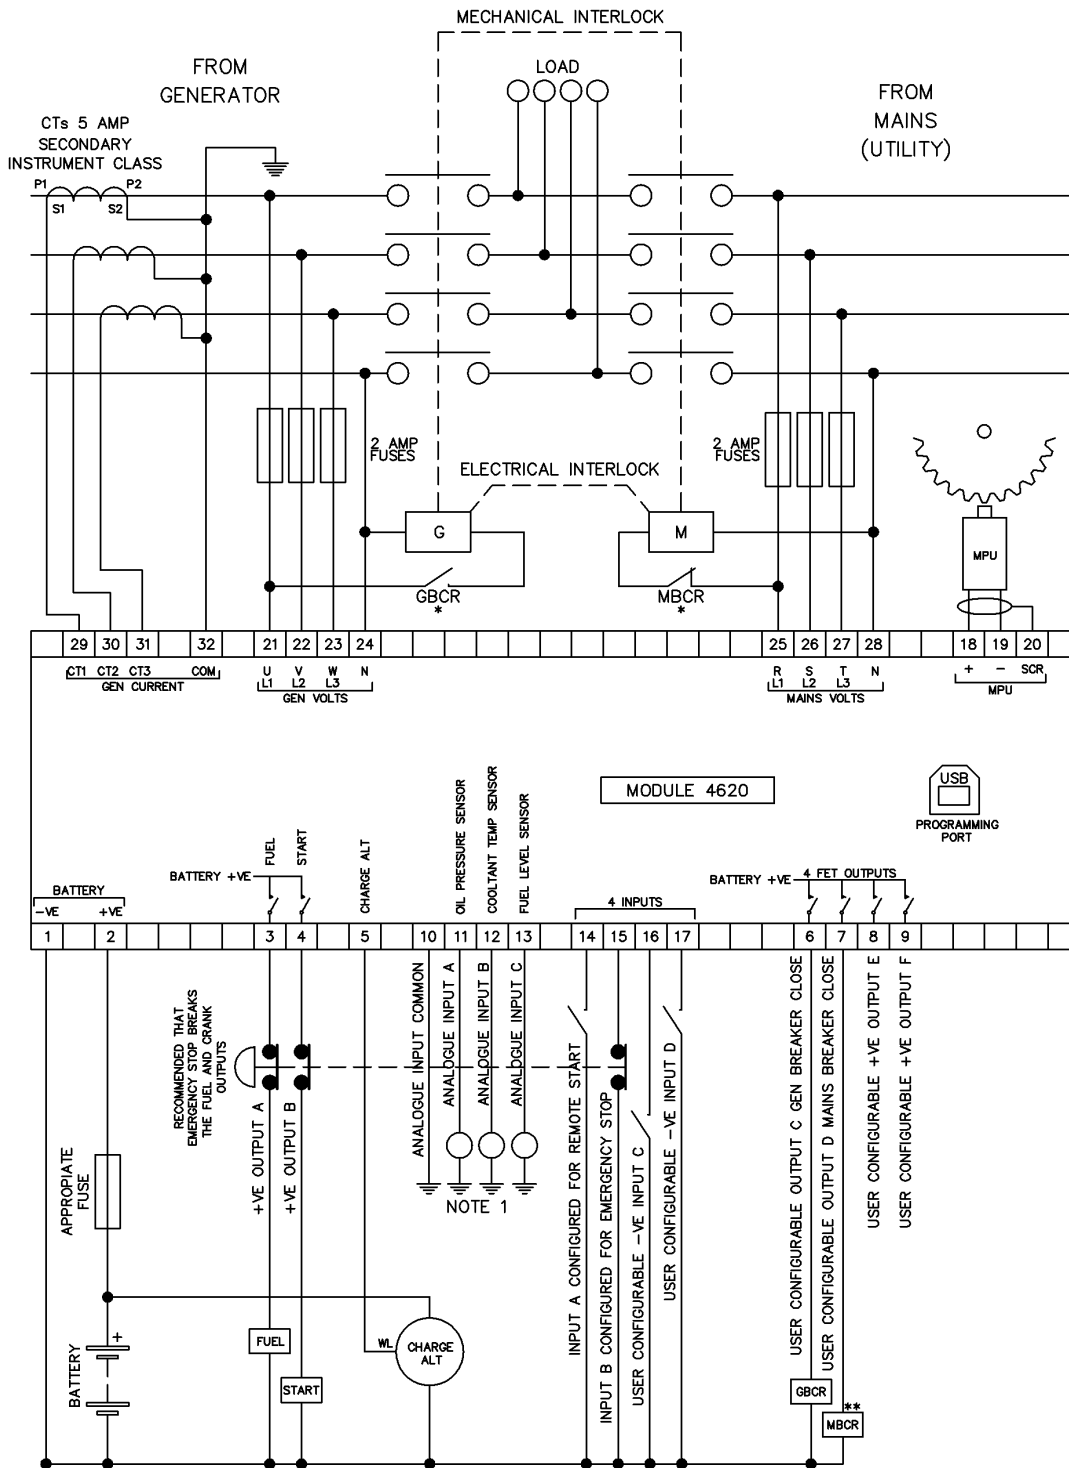 MECHANICAL INTERLOCK
FROM
GENERATOR
LOAD
FROM
MAINS
(UTILITY)
CTs 5 AMP
SECONDARY
INSTRUMENT CLASS
P1
P2
S1
S2
2 AMP
FUSES
2 AMP
FUSES
ELECTRICAL INTERLOCK
G
M
MPU
GBCR
*
MBCR
*
29 30 31 32 21 22 23 24 25 26 27 28 18 19 20
CT1 CT2 CT3 COM
GEN CURRENT
U V W N
L1 L2 L3
GEN VOLTS
R S T N
L1 L2 L3
MAINS VOLTS
+ − SCR
MPU
MODULE 4620
USB
PROGRAMMING
PORT
BATTERY
−VE +VE
BATTERY +VE
FUEL
START
CHARGE ALT
OIL PRESSURE SENSOR
COOLTANT TEMP SENSOR
FUEL LEVEL SENSOR
4 INPUTS
BATTERY +VE
4 FET OUTPUTS
1 2 3 4 5 10 11 12 13 14 15 16 17 6 7 8 9
RECOMMENDED THAT
EMERGENCY STOP BREAKS
THE FUEL AND CRANK
OUTPUTS
+VE OUTPUT A
+VE OUTPUT B
ANALOGUE INPUT COMMON
ANALOGUE INPUT A
ANALOGUE INPUT B
ANALOGUE INPUT C
NOTE 1
INPUT A CONFIGURED FOR REMOTE START
INPUT B CONFIGURED FOR EMERGENCY STOP
USER CONFIGURABLE −VE INPUT C
USER CONFIGURABLE −VE INPUT D
USER CONFIGURABLE OUTPUT C GEN BREAKER CLOSE
USER CONFIGURABLE OUTPUT D MAINS BREAKER CLOSE
USER CONFIGURABLE +VE OUTPUT E
USER CONFIGURABLE +VE OUTPUT F
APPROPIATE
FUSE
BATTERY
+
FUEL
START
WL
CHARGE
ALT
GBCR
**
MBCR